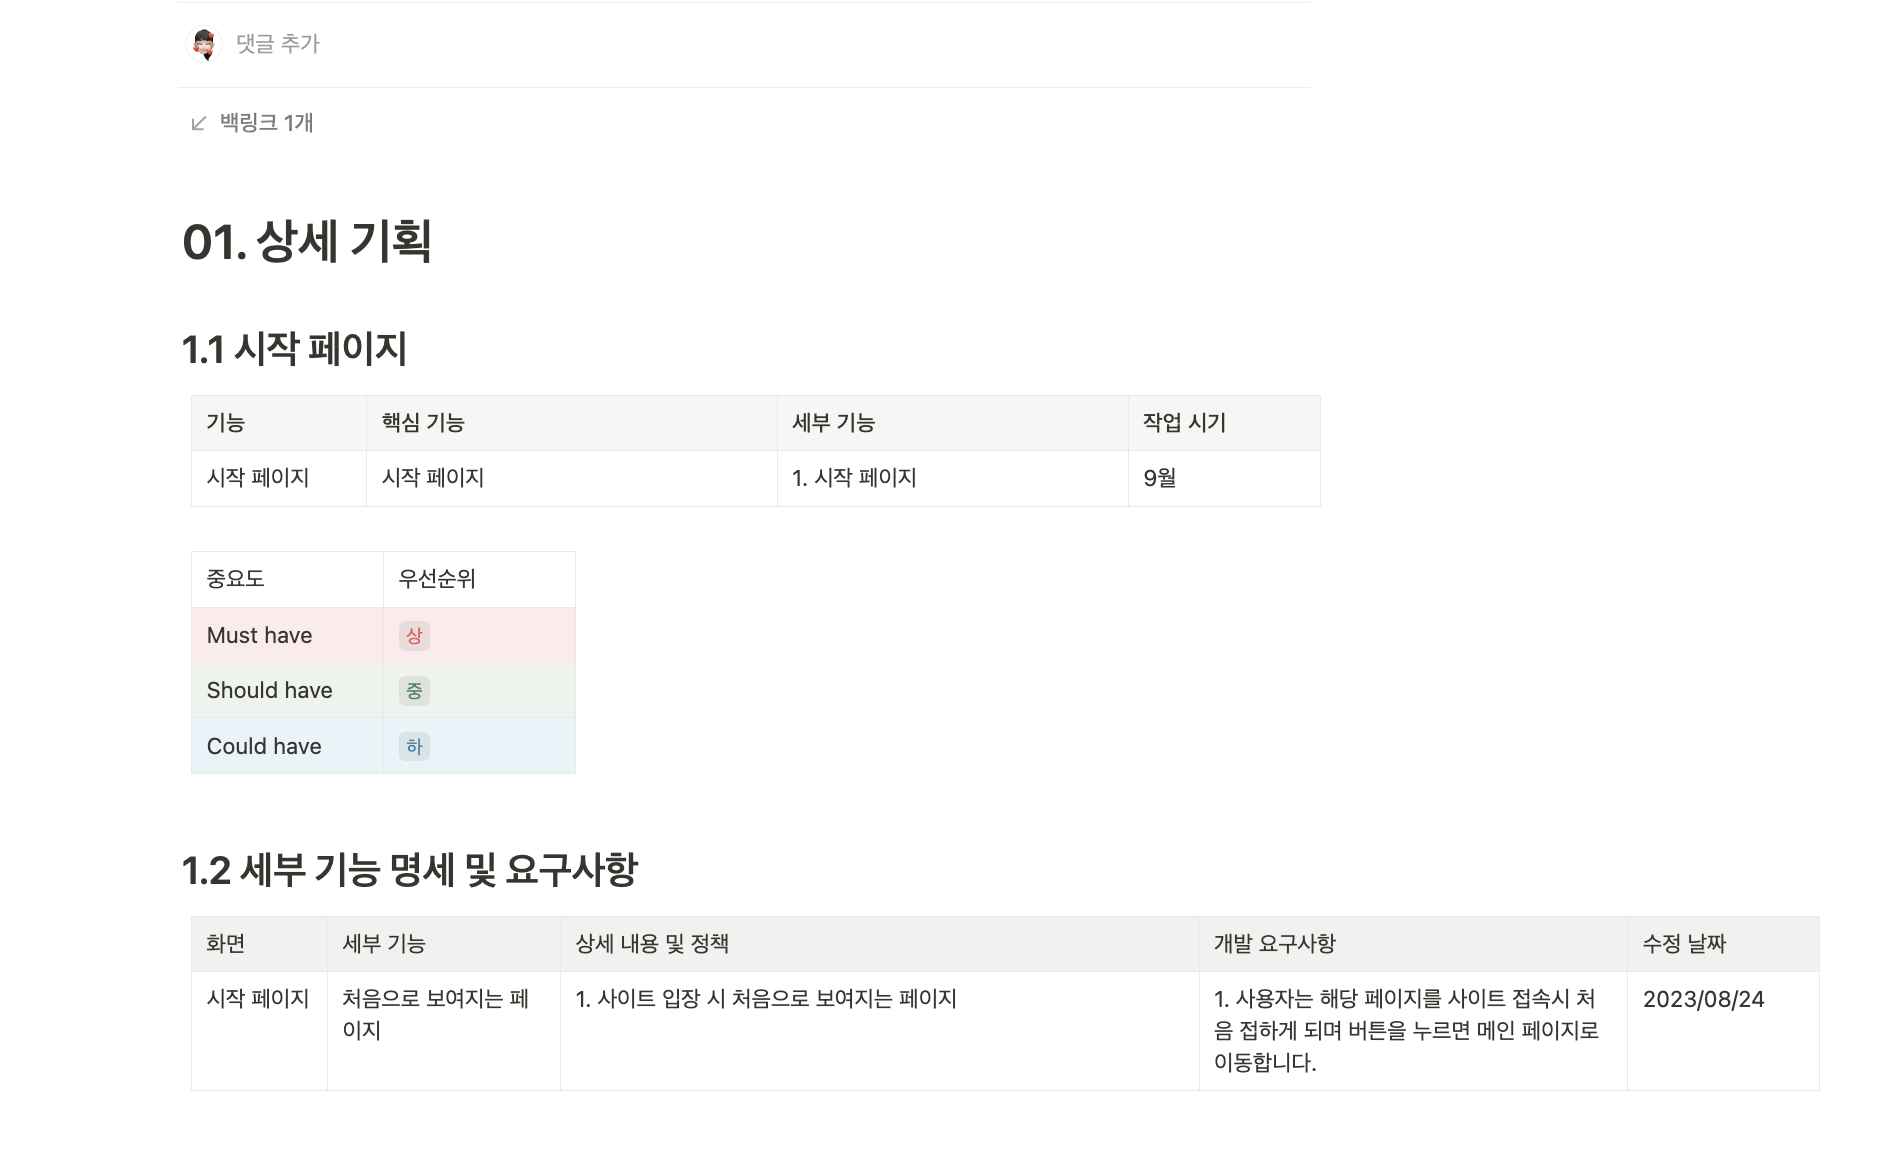 댓글 추가
백링크 1개
01. 상세 기획
1.1 시작 페이지
기능 핵심 기능 세부 기능 작업 시기
시작 페이지 시작 페이지 1. 시작 페이지 9월
중요도 우선순위
Must have 상
Should have 중
Could have 하
1.2 세부 기능 명세 및 요구사항
화면 세부 기능 상세 내용 및 정책 개발 요구사항 수정 날짜
시작 페이지 처음으로 보여지는 페 1. 사이트 입장 시 처음으로 보여지는 페이지 1. 사용자는 해당 페이지를 사이트 접속시 처 2023/08/24
이지 음 접하게 되며 버튼을 누르면 메인 페이지로
이동합니다.